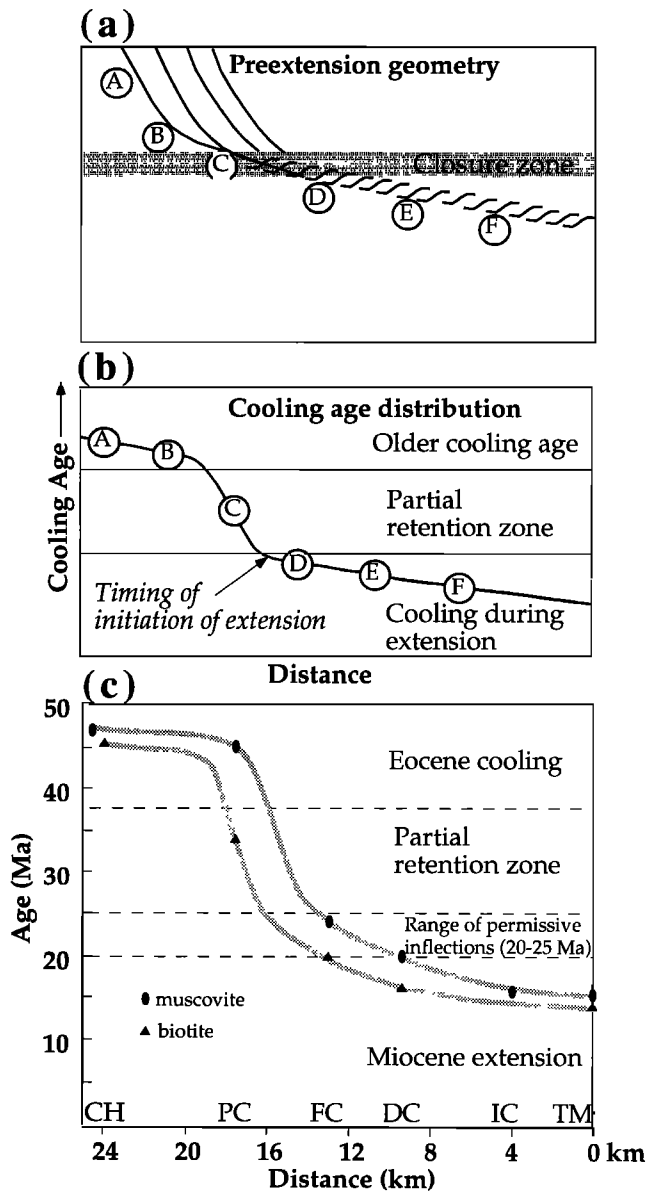 (a)
Preextension geometry
A
B
C
Closure zone
D
E
F
(b)
Cooling age distribution
Cooling Age
Older cooling age
A
B
C
Partial
retention zone
D
E
F
Timing of
initiation of extension
Cooling during
extension
Distance
(c)
50
40
30
20
10
Age (Ma)
Eocene cooling
Partial
retention zone
Range of permissive
inflections (20-25 Ma)
muscovite
biotite
Miocene extension
CH PC FC DC IC TM
24 20 16 12 8 4 0 km
Distance (km)